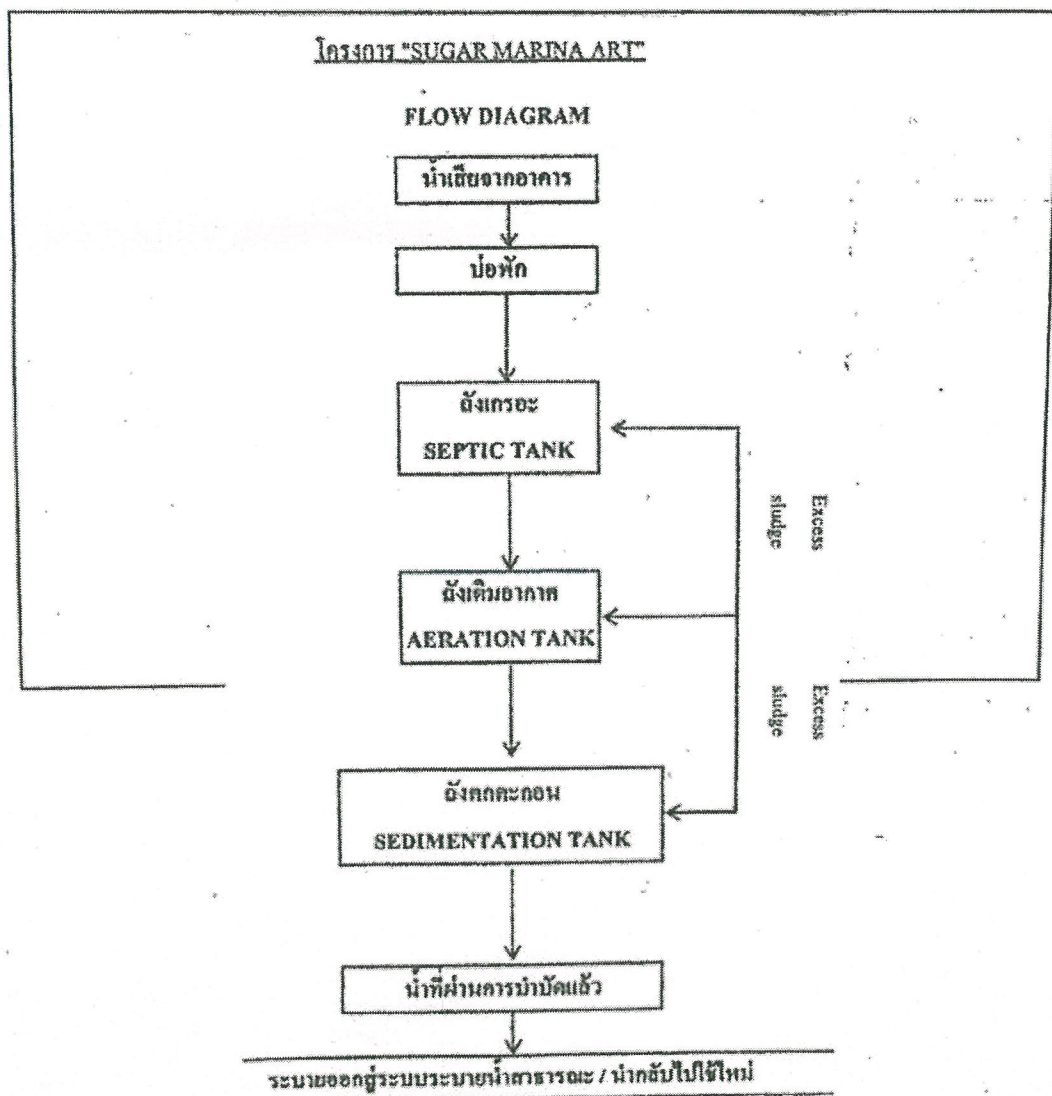 โครงการ "SUGAR MARINA ART"
FLOW DIAGRAM
น้ำเสียจากอาคาร
บ่อพัก
ถังเกรอะ
SEPTIC TANK
Excess
sludge
ถังเติมอากาศ
AERATION TANK
Excess
sludge
ถังตกตะกอน
SEDIMENTATION TANK
น้ำที่ผ่านการบำบัดแล้ว
ระบายออกสู่ระบบระบายน้ำสาธารณะ / นำกลับไปใช้ใหม่